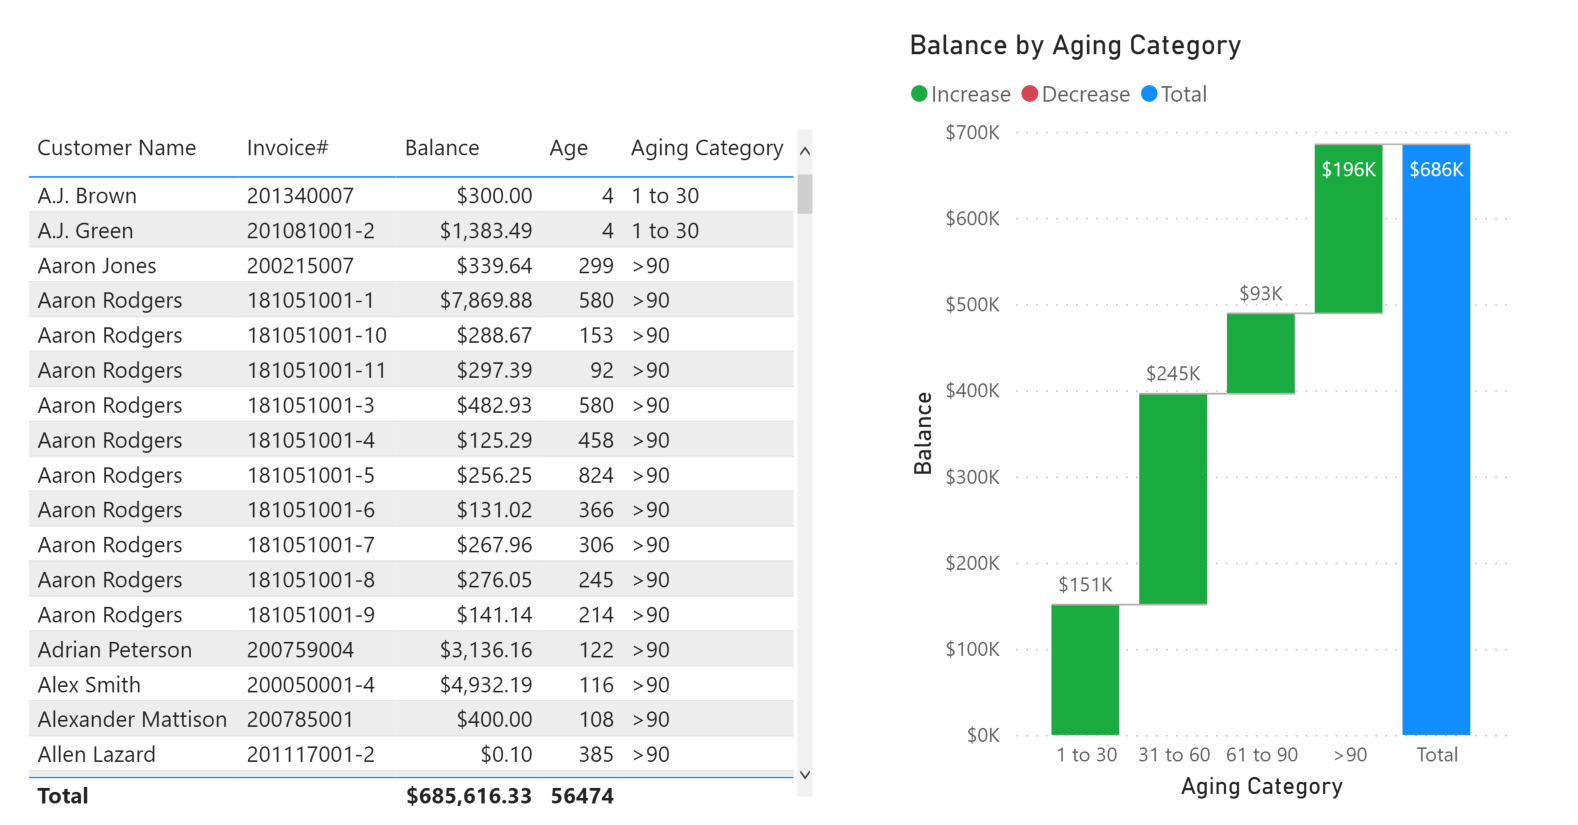 Customer Name Invoice# Balance Age Aging Category
A.J. Brown 201340007 $300.00 4 1 to 30
A.J. Green 201081001-2 $1,383.49 4 1 to 30
Aaron Jones 200215007 $339.64 299 >90
Aaron Rodgers 181051001-1 $7,869.88 580 >90
Aaron Rodgers 181051001-10 $288.67 153 >90
Aaron Rodgers 181051001-11 $297.39 92 >90
Aaron Rodgers 181051001-3 $482.93 580 >90
Aaron Rodgers 181051001-4 $125.29 458 >90
Aaron Rodgers 181051001-5 $256.25 824 >90
Aaron Rodgers 181051001-6 $131.02 366 >90
Aaron Rodgers 181051001-7 $267.96 306 >90
Aaron Rodgers 181051001-8 $276.05 245 >90
Aaron Rodgers 181051001-9 $141.14 214 >90
Adrian Peterson 200759004 $3,136.16 122 >90
Alex Smith 200050001-4 $4,932.19 116 >90
Alexander Mattison 200785001 $400.00 108 >90
Allen Lazard 201117001-2 $0.10 385 >90
Total $685,616.33 56474
Balance by Aging Category
Increase Decrease Total
$700K
$600K
$500K
$400K
$300K
$200K
$100K
$0K
Balance
$151K
$245K
$93K
$196K
$686K
1 to 30 31 to 60 61 to 90 >90 Total
Aging Category